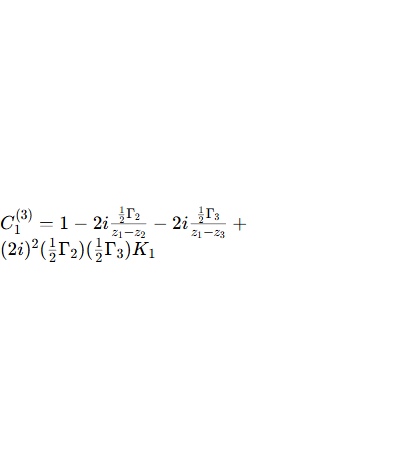 $C_1^{(3)} = 1 - 2i\frac{\frac{1}{2}\Gamma_2}{z_1 - z_2} - 2i\frac{\frac{1}{2}\Gamma_3}{z_1 - z_3} +$
$(2i)^2(\frac{1}{2}\Gamma_2)(\frac{1}{2}\Gamma_3)K_1$